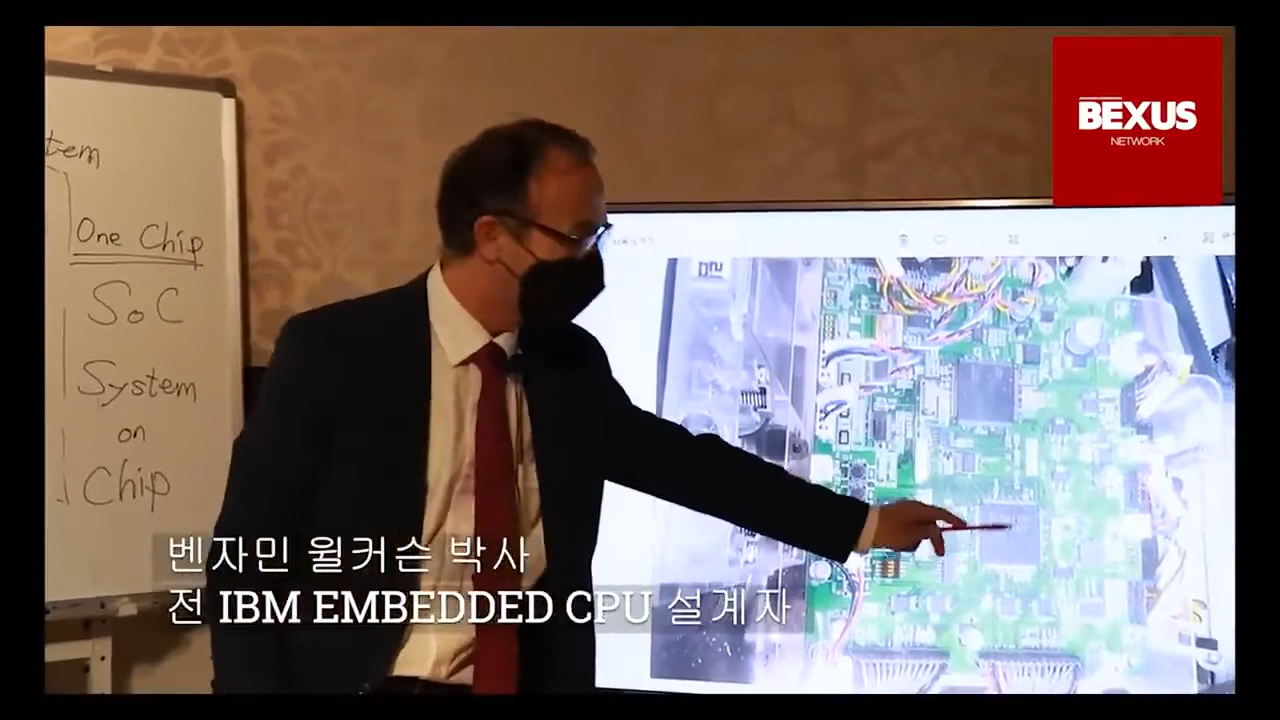 BEXUS
NETWORK
tem
One Chip
SoC
System
on
Chip
벤자민 윌커슨 박사
전 IBM EMBEDDED CPU 설계자